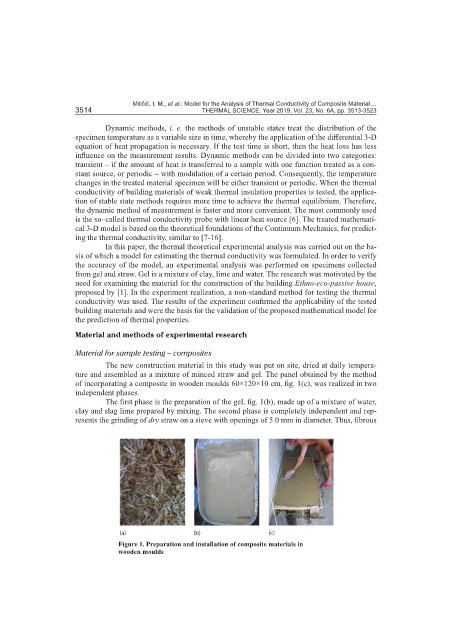 Miličić, I. M., et al.: Model for the Analysis of Thermal Conductivity of Composite Material ...
3514 THERMAL SCIENCE: Year 2019, Vol. 23, No. 6A, pp. 3513-3523
Dynamic methods, i. e. the methods of unstable states treat the distribution of the
specimen temperature as a variable size in time, whereby the application of the differential 3-D
equation of heat propagation is necessary. If the test time is short, then the heat loss has less
influence on the measurement results. Dynamic methods can be divided into two categories:
transient – if the amount of heat is transferred to a sample with one function treated as a con-
stant source, or periodic – with modulation of a certain period. Consequently, the temperature
changes in the treated material specimen will be either transient or periodic. When the thermal
conductivity of building materials of weak thermal insulation properties is tested, the applica-
tion of stable state methods requires more time to achieve the thermal equilibrium. Therefore,
the dynamic method of measurement is faster and more convenient. The most commonly used
is the so–called thermal conductivity probe with linear heat source [6]. The treated mathemati-
cal 3-D model is based on the theoretical foundations of the Continuum Mechanics, for predict-
ing the thermal conductivity, similar to [7-16].
In this paper, the thermal theoretical experimental analysis was carried out on the ba-
sis of which a model for estimating the thermal conductivity was formulated. In order to verify
the accuracy of the model, an experimental analysis was performed on specimens collected
from gel and straw. Gel is a mixture of clay, lime and water. The research was motivated by the
need for examining the material for the construction of the building Ethno-eco-passive house,
proposed by [1]. In the experiment realization, a non-standard method for testing the thermal
conductivity was used. The results of the experiment confirmed the applicability of the tested
building materials and were the basis for the validation of the proposed mathematical model for
the prediction of thermal properties.
Material and methods of experimental research
Material for sample testing – composites
The new construction material in this study was put on site, dried at daily tempera-
ture and assembled as a mixture of minced straw and gel. The panel obtained by the method
of incorporating a composite in wooden moulds 60×120×10 cm, fig. 1(c), was realized in two
independent phases.
The first phase is the preparation of the gel, fig. 1(b), made up of a mixture of water,
clay and slag lime prepared by mixing. The second phase is completely independent and rep-
resents the grinding of dry straw on a sieve with openings of 5.0 mm in diameter. Thus, fibrous
(a) (b) (c)
Figure 1. Preparation and installation of composite materials in
wooden moulds